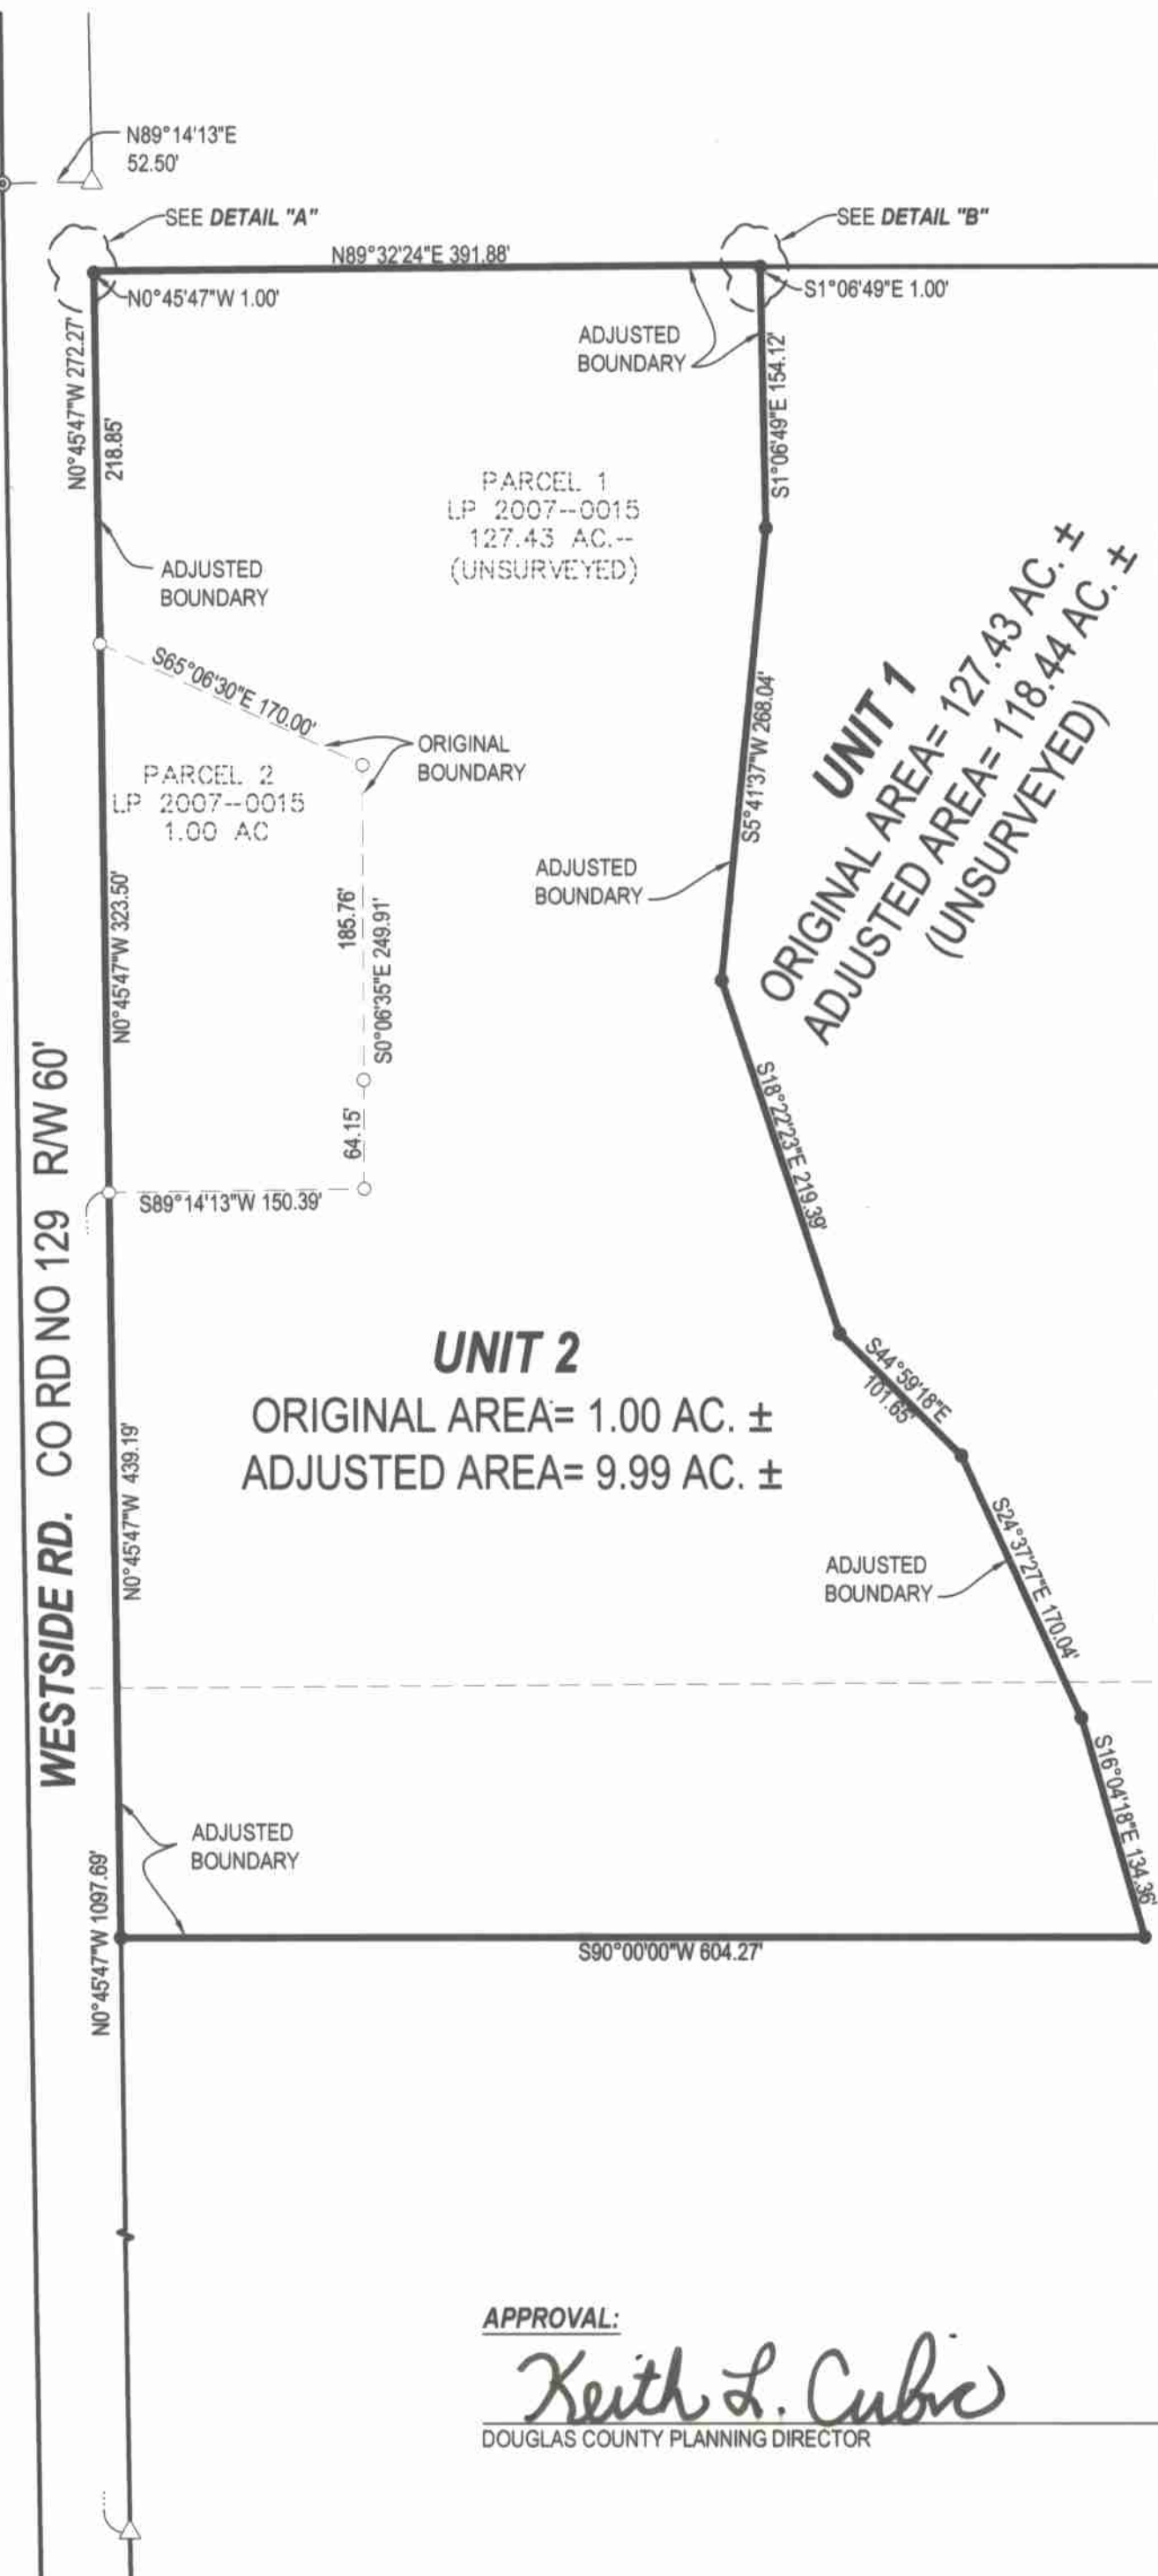 N89°14'13"E
52.50'
SEE DETAIL "A"
SEE DETAIL "B"
N89°32'24"E 391.88'
N0°45'47"W 1.00'
S1°06'49"E 1.00'
ADJUSTED
BOUNDARY
N0°45'47"W 272.27'
218.85'
S1°06'49"E 154.12'
PARCEL 1
LP 2007--0015
127.43 AC.--
(UNSURVEYED)
ADJUSTED
BOUNDARY
S65°06'30"E 170.00'
ORIGINAL
BOUNDARY
PARCEL 2
LP 2007--0015
1.00 AC
S5°41'37"W 268.04'
UNIT 1
ORIGINAL AREA= 127.43 AC. ±
ADJUSTED AREA= 118.44 AC. ±
(UNSURVEYED)
ADJUSTED
BOUNDARY
N0°45'47"W 323.50'
185.76'
S0°06'35"E 249.91'
64.15'
S89°14'13"W 150.39'
S18°22'23"E 219.39'
WESTSIDE RD. CO RD NO 129 R/W 60'
UNIT 2
ORIGINAL AREA= 1.00 AC. ±
ADJUSTED AREA= 9.99 AC. ±
S44°59'18"E
101.65'
N0°45'47"W 439.19'
S24°37'27"E 170.04'
ADJUSTED
BOUNDARY
S16°04'18"E 134.36'
ADJUSTED
BOUNDARY
N0°45'47"W 1097.69'
S90°00'00"W 604.27'
APPROVAL:
Keith L. Cubic
DOUGLAS COUNTY PLANNING DIRECTOR